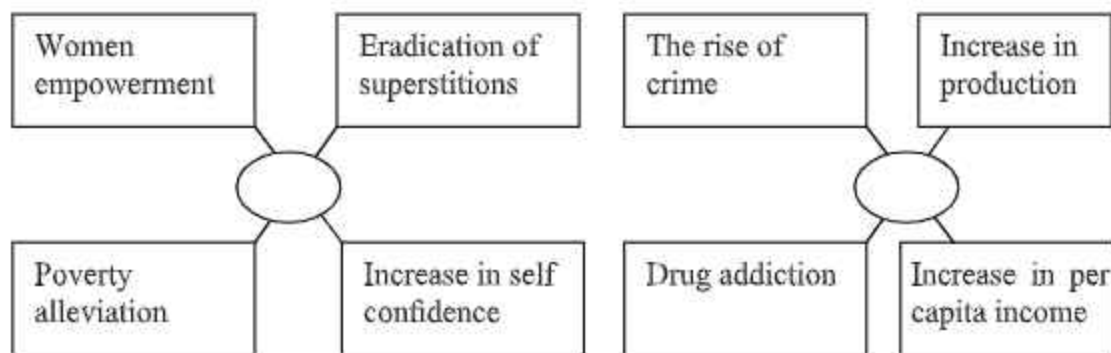 Women
empowerment
Eradication of
superstitions
The rise of
crime
Increase in
production
Poverty
alleviation
Increase in self
confidence
Drug addiction
Increase in per
capita income